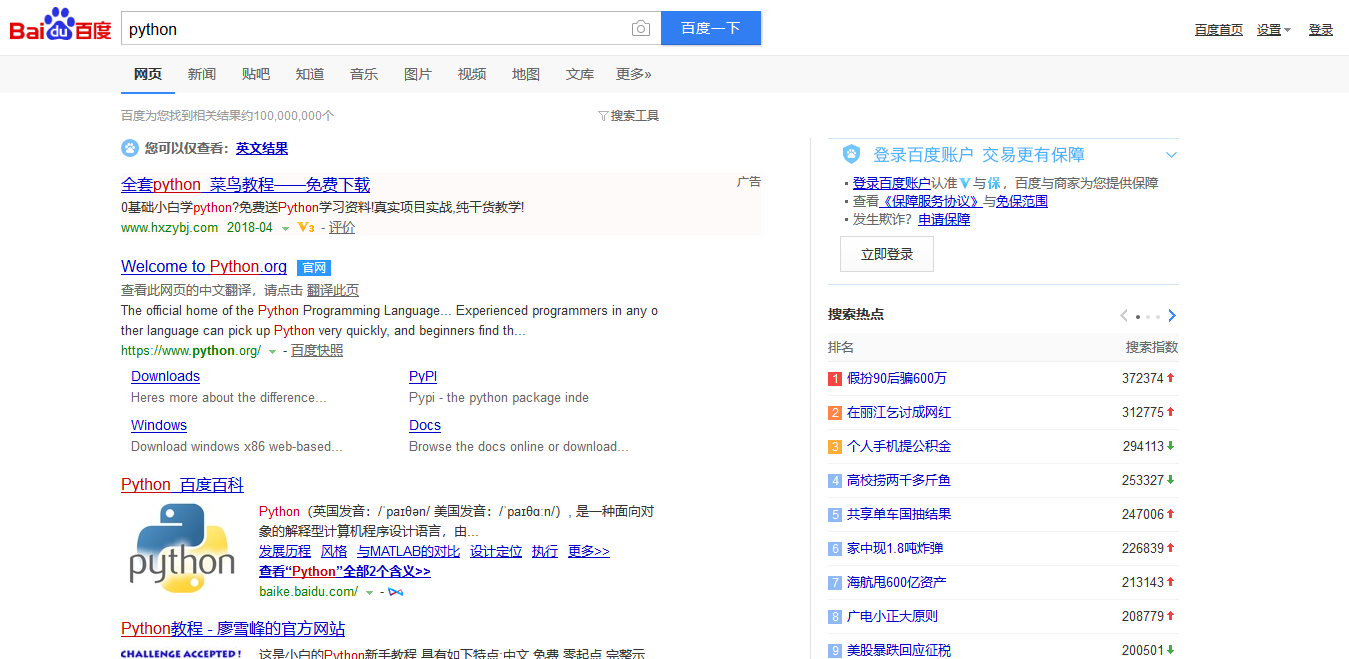 Bai du 百度
python
百度一下
百度首页 设置 登录
网页 新闻 贴吧 知道 音乐 图片 视频 地图 文库 更多»
百度为您找到相关结果约100,000,000个
搜索工具
您可以仅查看：英文结果
全套python 菜鸟教程——免费下载
广告
0基础小白学python?免费送Python学习资料!真实项目实战,纯干货教学!
www.hxzybj.com 2018-04 V3 - 评价
Welcome to Python.org 官网
查看此网页的中文翻译，请点击 翻译此页
The official home of the Python Programming Language... Experienced programmers in any o
ther language can pick up Python very quickly, and beginners find th...
https://www.python.org/ - 百度快照
Downloads
Heres more about the difference...
PyPI
Pypi - the python package inde
Windows
Download windows x86 web-based...
Docs
Browse the docs online or download...
Python_百度百科
python
Python（英国发音：/ˈpaɪθən/ 美国发音：/ˈpaɪθɑːn/）, 是一种面向对
象的解释型计算机程序设计语言，由...
发展历程 风格 与MATLAB的对比 设计定位 执行 更多>>
查看“Python”全部2个含义>>
baike.baidu.com/ -
Python教程 - 廖雪峰的官方网站
CHALLENGE ACCEPTED!
这是小白的Python新手教程,具有如下特点:中文,免费,零起点,完整示
登录百度账户 交易更有保障
登录百度账户认准V与保，百度与商家为您提供保障
查看《保障服务协议》与免保范围
发生欺诈？申请保障
立即登录
搜索热点
排名 搜索指数
1 假扮90后骗600万 372374
2 在丽江乞讨成网红 312775
3 个人手机提公积金 294113
4 高校捞两千多斤鱼 253327
5 共享单车国抽结果 247006
6 家中现1.8吨炸弹 226839
7 海航甩600亿资产 213143
8 广电小正大原则 208779
9 美股暴跌回应征税 200501